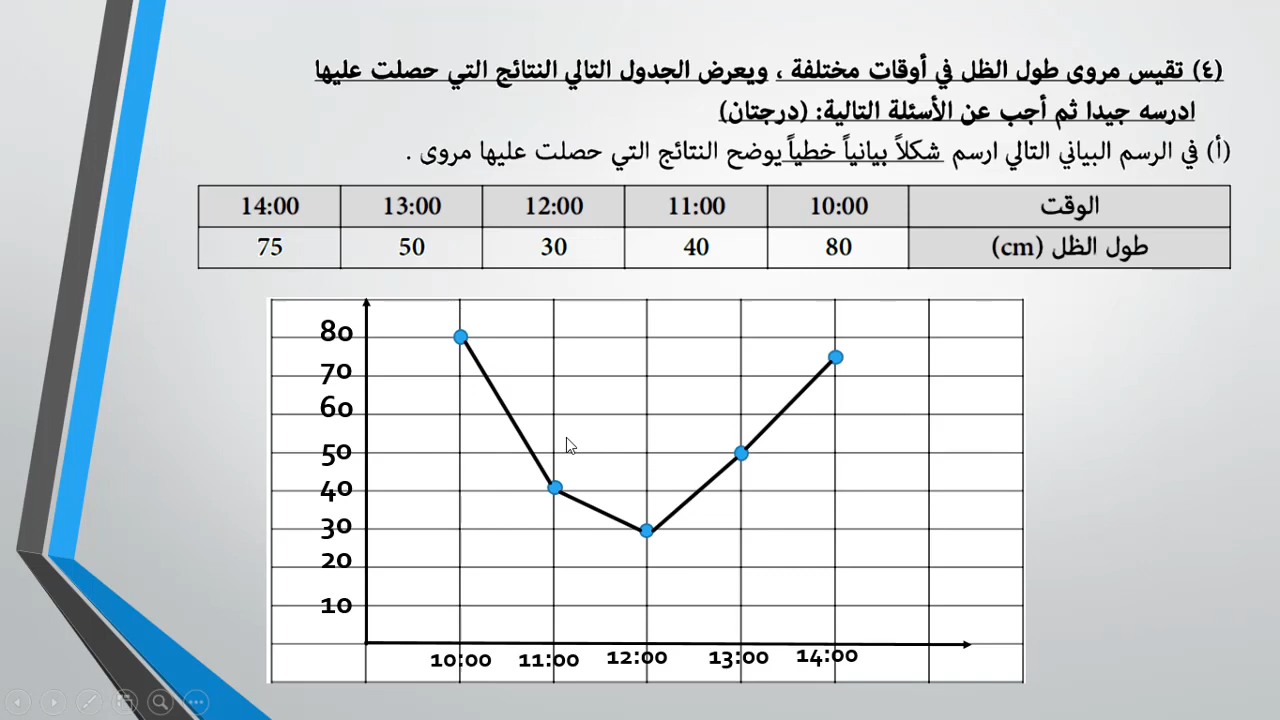 (٤) تقيس مروى طول الظل في أوقات مختلفة ، ويعرض الجدول التالي النتائج التي حصلت عليها
ادرسه جيدا ثم أجب عن الأسئلة التالية: (درجتان)
(أ) في الرسم البياني التالي ارسم شكلاً بيانياً خطياً يوضح النتائج التي حصلت عليها مروى .
الوقت 10:00 11:00 12:00 13:00 14:00
طول الظل (cm) 80 40 30 50 75
80
70
60
50
40
30
20
10
10:00 11:00 12:00 13:00 14:00